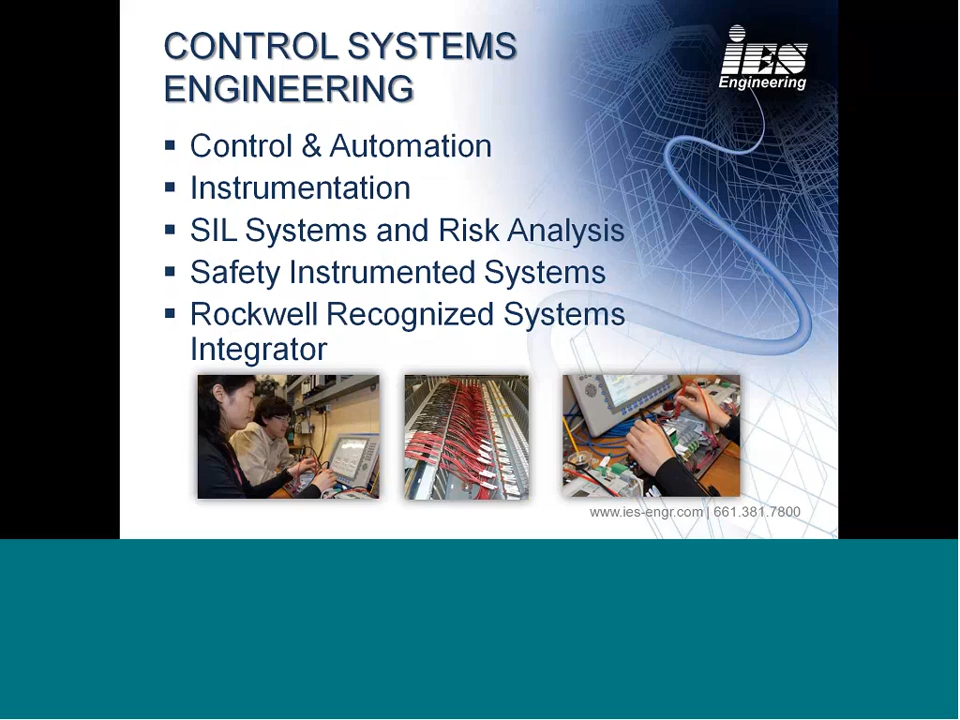 CONTROL SYSTEMS
ENGINEERING
iES
Engineering
▪ Control & Automation
▪ Instrumentation
▪ SIL Systems and Risk Analysis
▪ Safety Instrumented Systems
▪ Rockwell Recognized Systems
Integrator
www.ies-engr.com | 661.381.7800